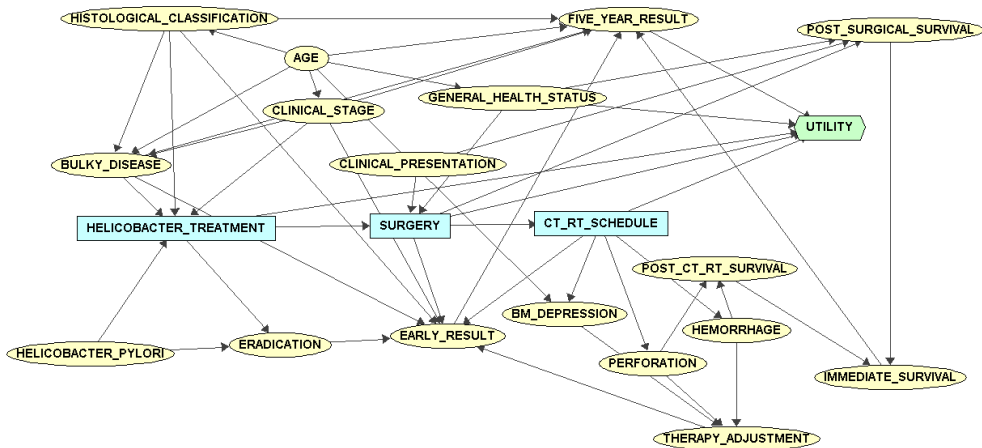 HISTOLOGICAL_CLASSIFICATION
FIVE_YEAR_RESULT
POST_SURGICAL_SURVIVAL
AGE
CLINICAL_STAGE
GENERAL_HEALTH_STATUS
UTILITY
BULKY_DISEASE
CLINICAL_PRESENTATION
HELICOBACTER_TREATMENT
SURGERY
CT_RT_SCHEDULE
POST_CT_RT_SURVIVAL
BM_DEPRESSION
HEMORRHAGE
HELICOBACTER_PYLORI
ERADICATION
EARLY_RESULT
PERFORATION
IMMEDIATE_SURVIVAL
THERAPY_ADJUSTMENT